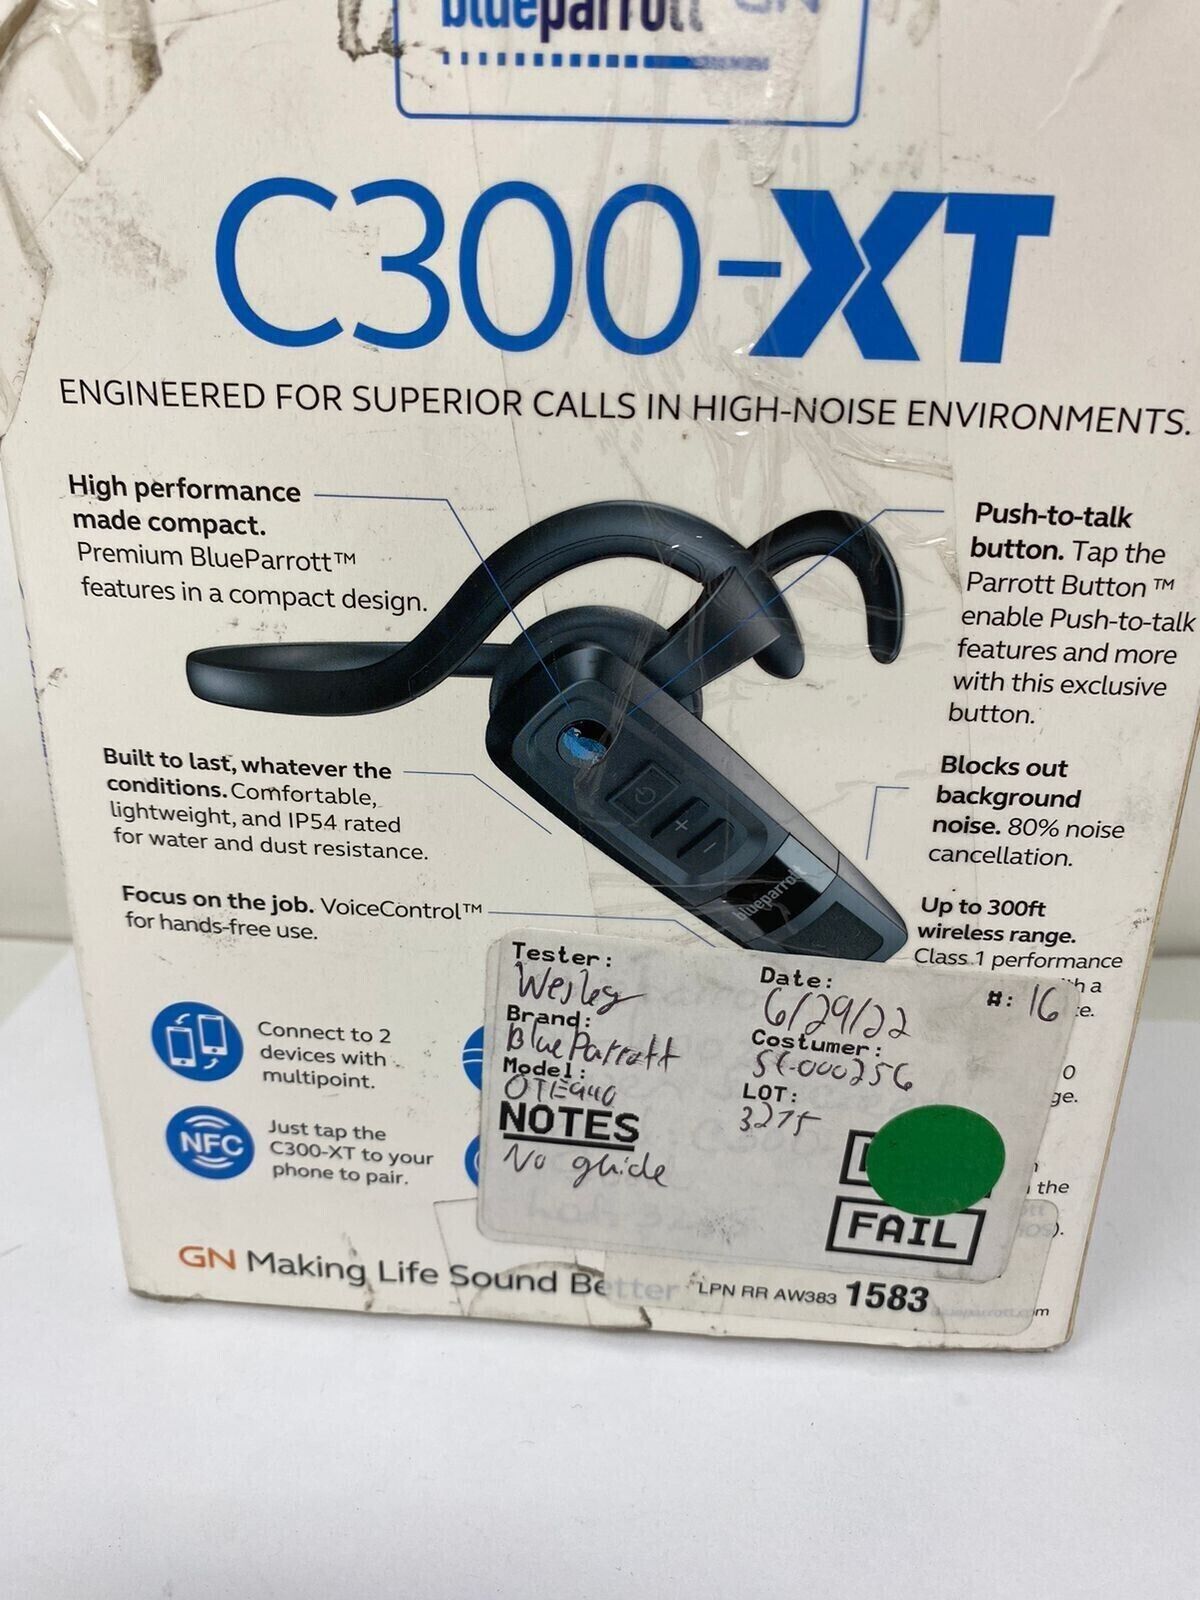 blueparrott GN
C300-XT
ENGINEERED FOR SUPERIOR CALLS IN HIGH-NOISE ENVIRONMENTS.
High performance
made compact.
Premium BlueParrott™
features in a compact design.
Push-to-talk
button. Tap the
Parrott Button ™
enable Push-to-talk
features and more
with this exclusive
button.
Built to last, whatever the
conditions. Comfortable,
lightweight, and IP54 rated
for water and dust resistance.
Blocks out
background
noise. 80% noise
cancellation.
Focus on the job. VoiceControl™
for hands-free use.
blueparrott
Up to 300ft
wireless range.
Class 1 performance
Connect to 2
devices with
multipoint.
NFC
Just tap the
C300-XT to your
phone to pair.
Tester:
Wesley
Brand:
BlueParrott
Model:
OTE940
NOTES
No guide
Date:
6/29/22
#: 16
Costumer:
St-000256
LOT:
3275
FAIL
the
GN Making Life Sound Better
LPN RR AW383 1583